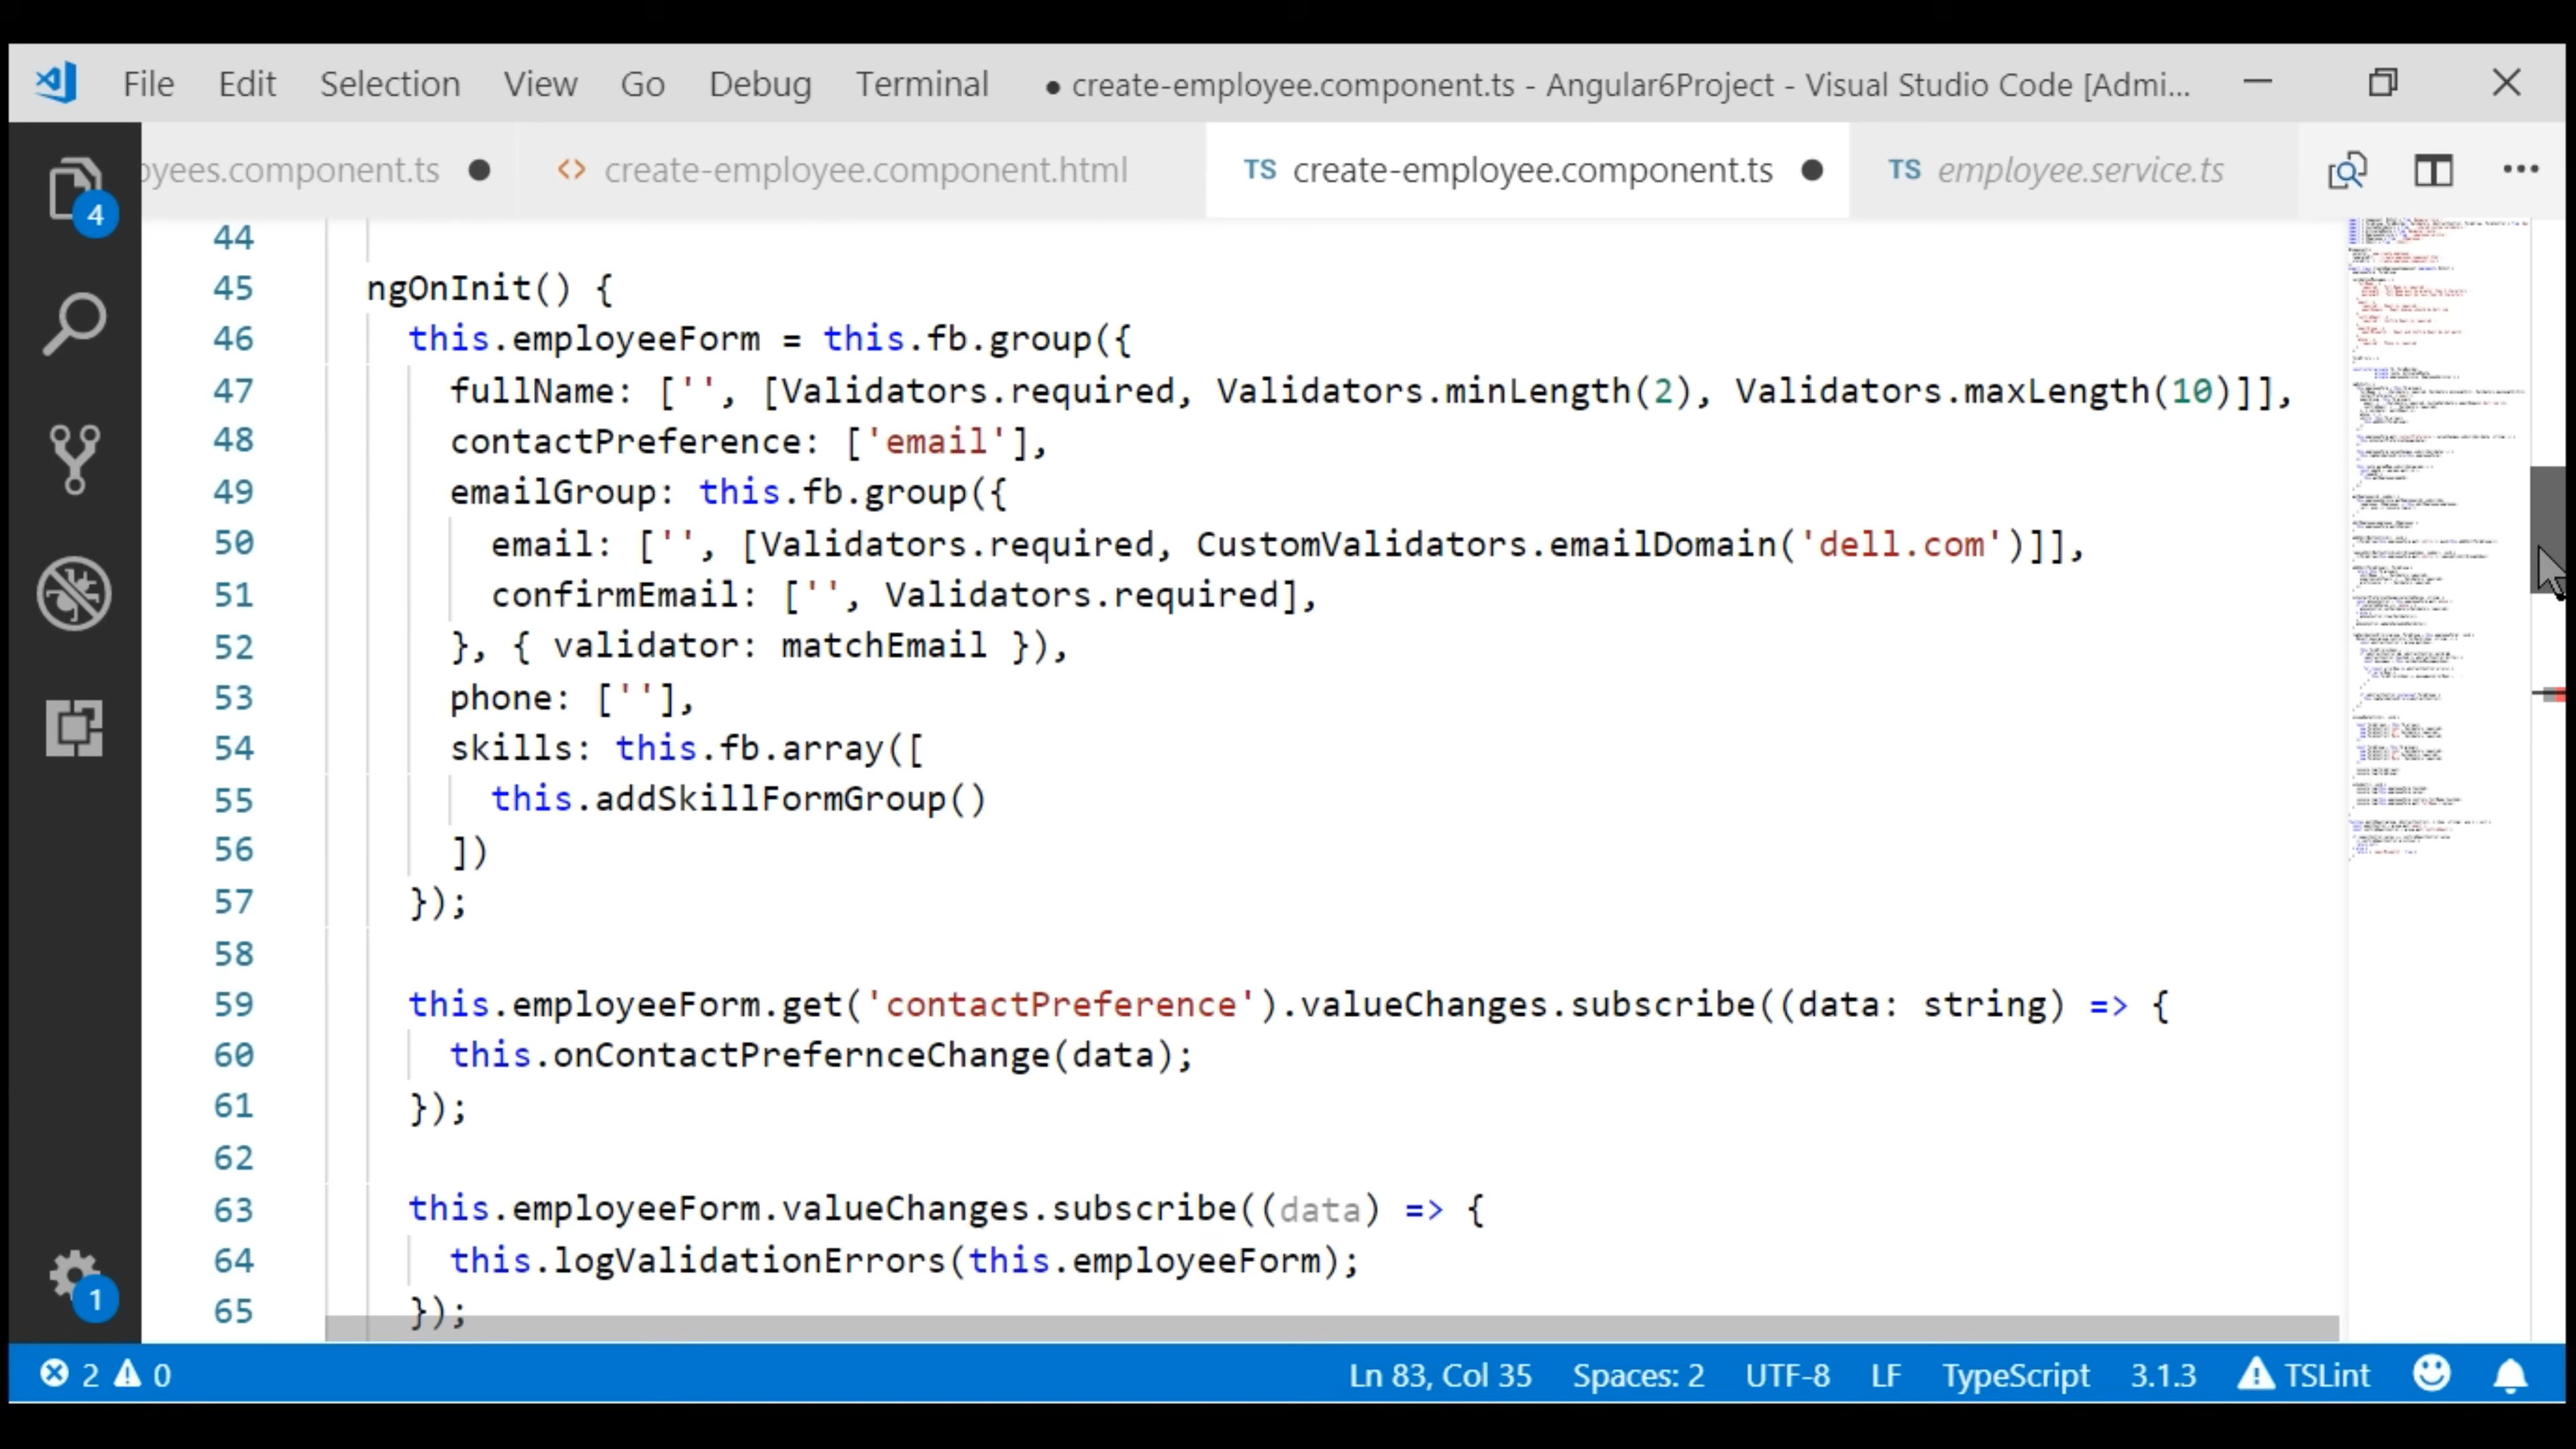 File Edit Selection View Go Debug Terminal ● create-employee.component.ts - Angular6Project - Visual Studio Code [Admi...
oyees.component.ts ● <> create-employee.component.html TS create-employee.component.ts ● TS employee.service.ts ...
4
44
45 ngOnInit() {
46 this.employeeForm = this.fb.group({
47 fullName: ['', [Validators.required, Validators.minLength(2), Validators.maxLength(10)]],
48 contactPreference: ['email'],
49 emailGroup: this.fb.group({
50 email: ['', [Validators.required, CustomValidators.emailDomain('dell.com')]],
51 confirmEmail: ['', Validators.required],
52 }, { validator: matchEmail }),
53 phone: [''],
54 skills: this.fb.array([
55 this.addSkillFormGroup()
56 ])
57 });
58
59 this.employeeForm.get('contactPreference').valueChanges.subscribe((data: string) => {
60 this.onContactPrefernceChange(data);
61 });
62
63 this.employeeForm.valueChanges.subscribe((data) => {
64 this.logValidationErrors(this.employeeForm);
65 });
1
2 0 Ln 83, Col 35 Spaces: 2 UTF-8 LF TypeScript 3.1.3 TSLint